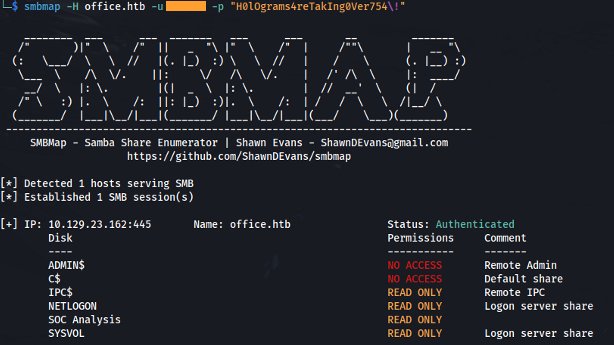 smbmap -H office.htb -u -p "H0lOgrams4reTakIng0Ver754\!"
SMBMap - Samba Share Enumerator | Shawn Evans - ShawnDEvans@gmail.com
https://github.com/ShawnDEvans/smbmap
[*] Detected 1 hosts serving SMB
[*] Established 1 SMB session(s)
[+] IP: 10.129.23.162:445 Name: office.htb Status: Authenticated
Disk Permissions Comment
---- ----------- -------
ADMIN$ NO ACCESS Remote Admin
C$ NO ACCESS Default share
IPC$ READ ONLY Remote IPC
NETLOGON READ ONLY Logon server share
SOC Analysis READ ONLY
SYSVOL READ ONLY Logon server share